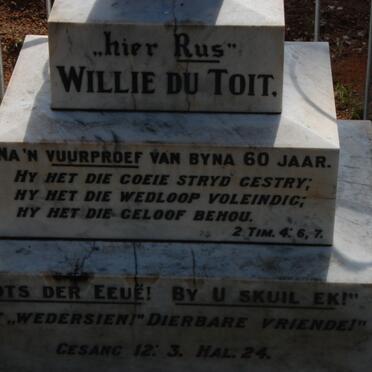 „hier Rus"
WILLIE DU TOIT.
NA 'N VUURPROEF VAN BYNA 60 JAAR.
HY HET DIE GOEIE STRYD GESTRY;
HY HET DIE WEDLOOP VOLEINDIG;
HY HET DIE GELOOF BEHOU.
2 TIM. 4: 6, 7.
OTS DER EEUË! BY U SKUIL EK!"
„WEDERSIEN!" DIERBARE VRIENDE!"
GESANG 12: 3. HAL. 24.